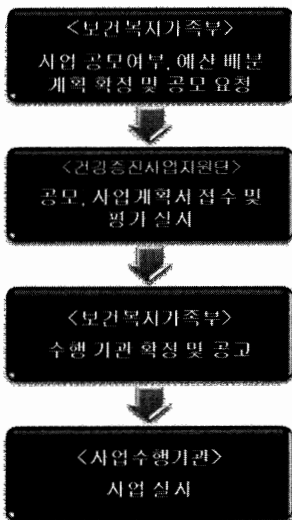 <보건복지가족부>
사업 공모여부, 예산 배분
계획 확정 및 공모 요청
<건강증진사업지원단>
공모, 사업계획서 접수 및
평가 실시
<보건복지가족부>
수행 기관 확정 및 공고
<사업수행기관>
사업 실시